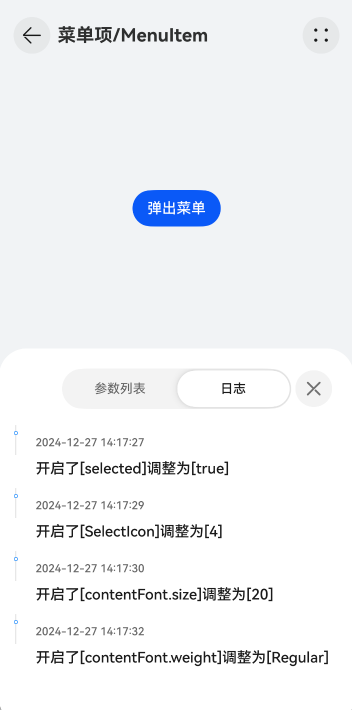 菜单项/MenuItem
弹出菜单
参数列表
日志
2024-12-27 14:17:27
开启了[selected]调整为[true]
2024-12-27 14:17:29
开启了[SelectIcon]调整为[4]
2024-12-27 14:17:30
开启了[contentFont.size]调整为[20]
2024-12-27 14:17:32
开启了[contentFont.weight]调整为[Regular]